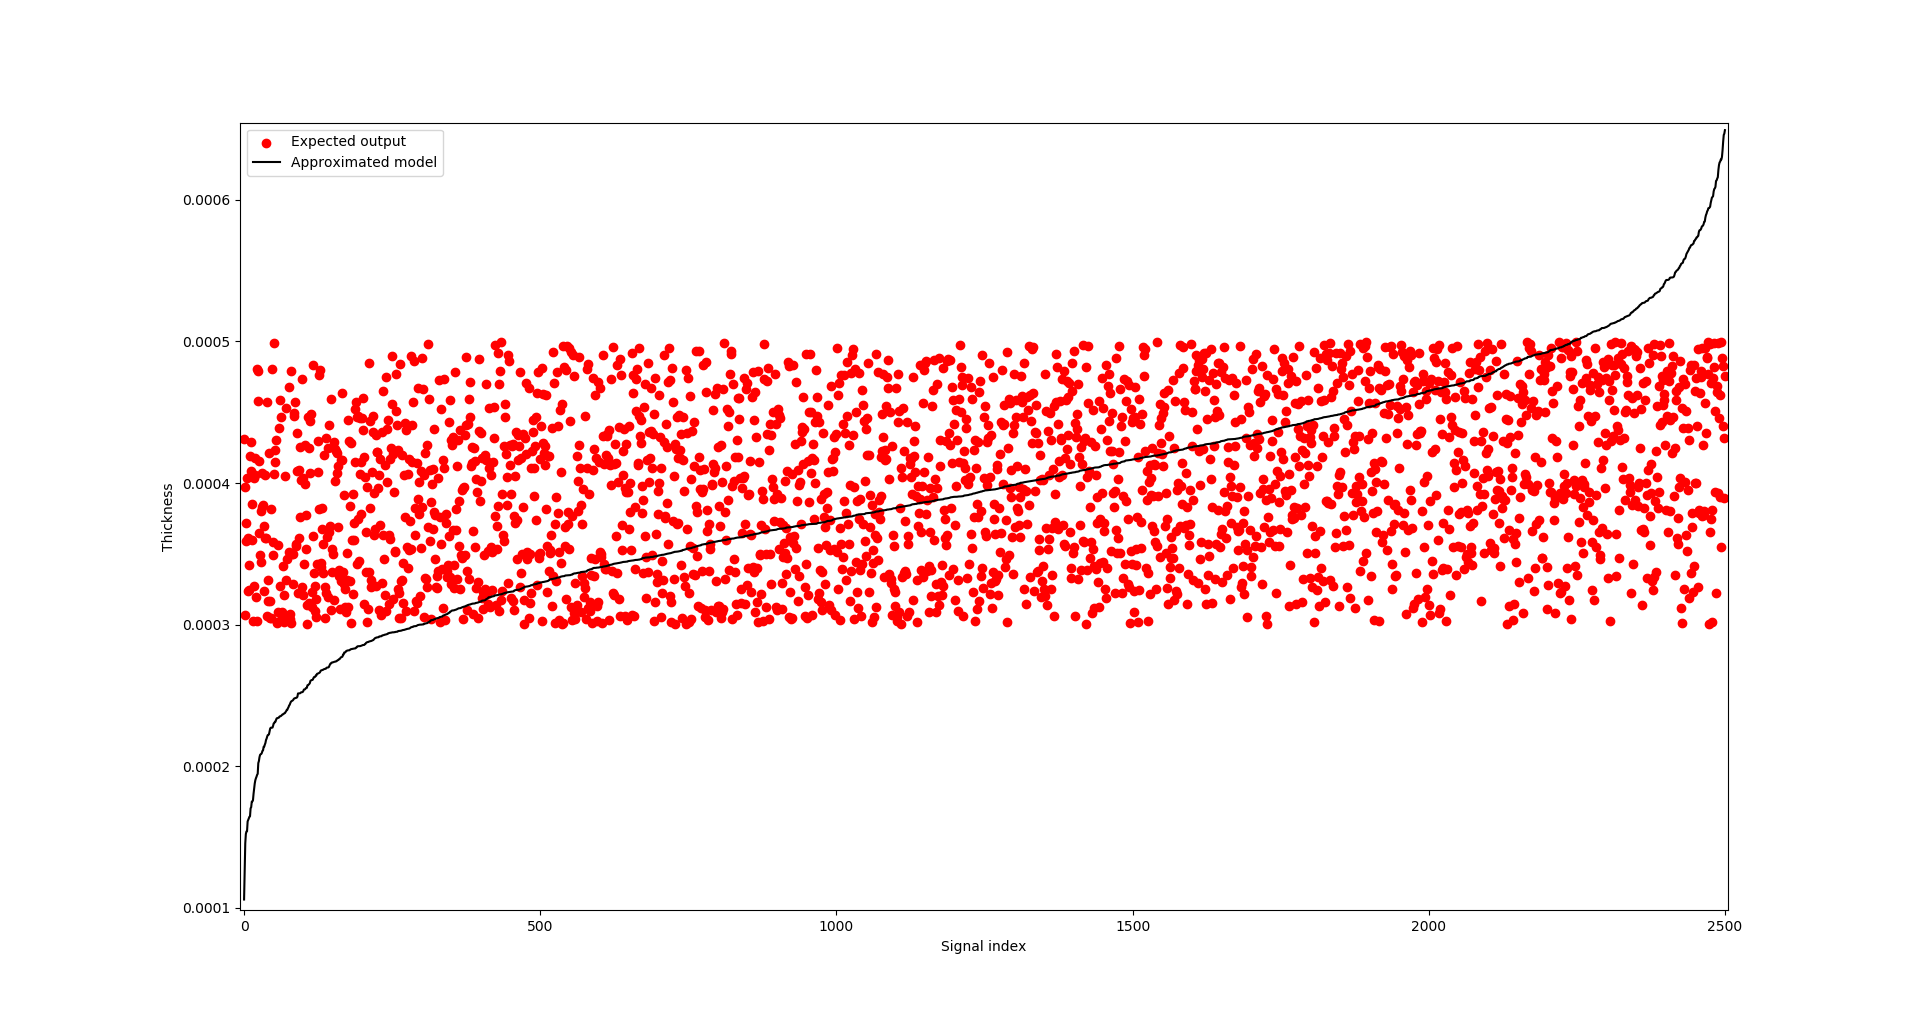 Expected output
Approximated model
0.0006
0.0005
0.0004
0.0003
0.0002
0.0001
Thickness
0 500 1000 1500 2000 2500
Signal index